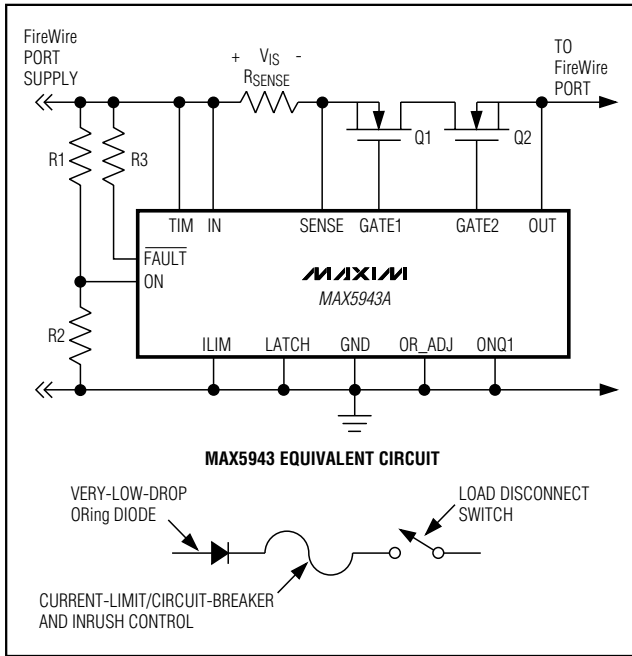 FireWire
PORT
SUPPLY
+ VIS -
RSENSE
TO
FireWire
PORT
R1
R3
Q1
Q2
TIM
IN
SENSE
GATE1
GATE2
OUT
FAULT
ON
MAXIM
MAX5943A
R2
ILIM
LATCH
GND
OR_ADJ
ONQ1
MAX5943 EQUIVALENT CIRCUIT
VERY-LOW-DROP
ORing DIODE
LOAD DISCONNECT
SWITCH
CURRENT-LIMIT/CIRCUIT-BREAKER
AND INRUSH CONTROL